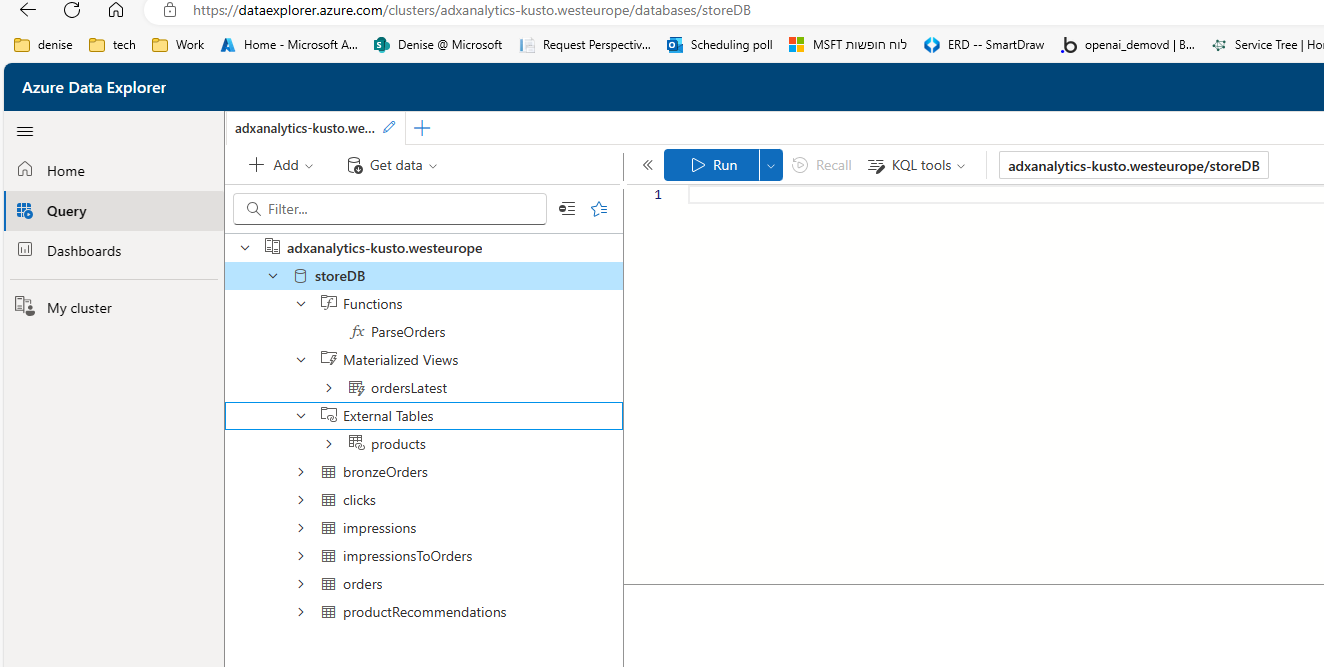 https://dataexplorer.azure.com/clusters/adxanalytics-kusto.westeurope/databases/storeDB
denise tech Work Home - Microsoft A... Denise @ Microsoft Request Perspectiv... Scheduling poll MSFT לוח חופשות ERD -- SmartDraw openai_demovd | B... Service Tree | Ho
Azure Data Explorer
adxanalytics-kusto.we...
Home
Query
Dashboards
My cluster
Add Get data
Filter...
adxanalytics-kusto.westeurope
storeDB
Functions
fx ParseOrders
Materialized Views
ordersLatest
External Tables
products
bronzeOrders
clicks
impressions
impressionsToOrders
orders
productRecommendations
Run Recall KQL tools adxanalytics-kusto.westeurope/storeDB
1